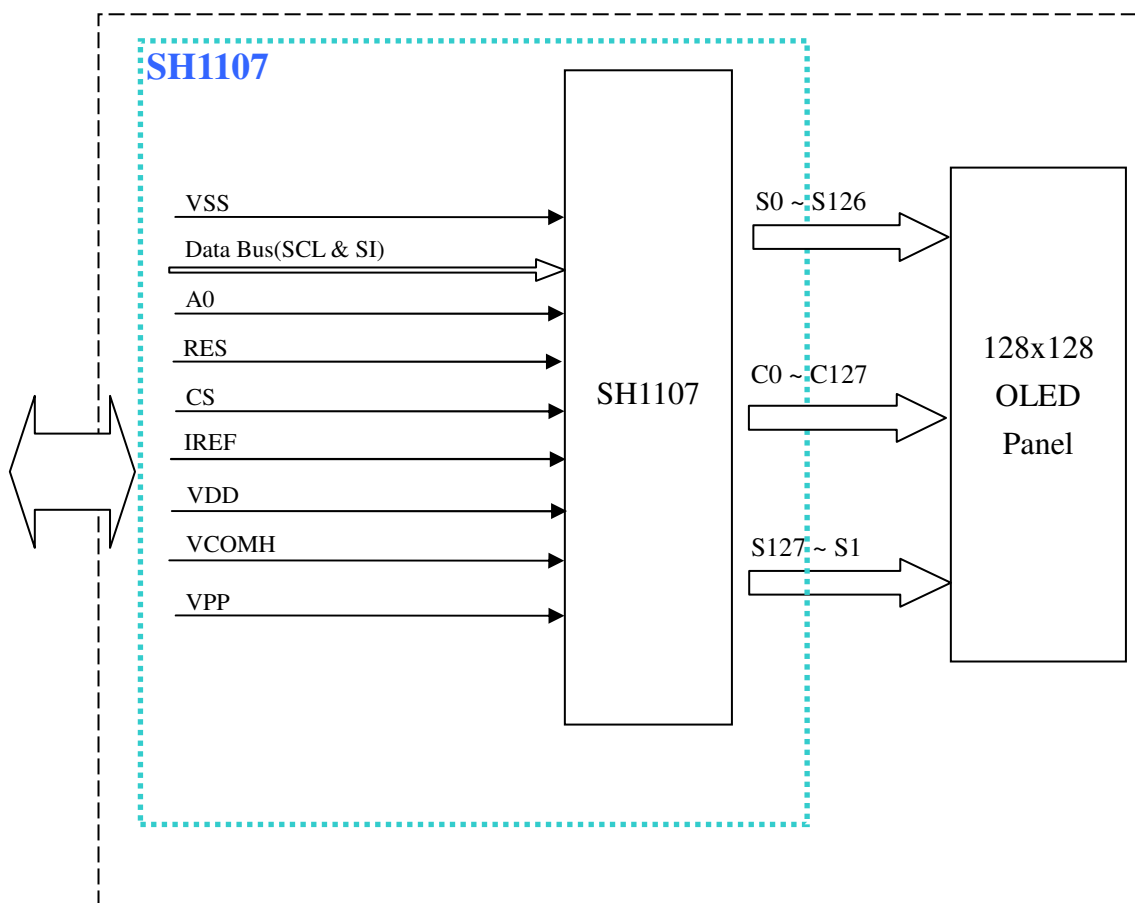 SH1107
VSS
Data Bus(SCL & SI)
A0
RES
CS
IREF
VDD
VCOMH
VPP
SH1107
S0 ~ S126
C0 ~ C127
S127 ~ S1
128x128
OLED
Panel